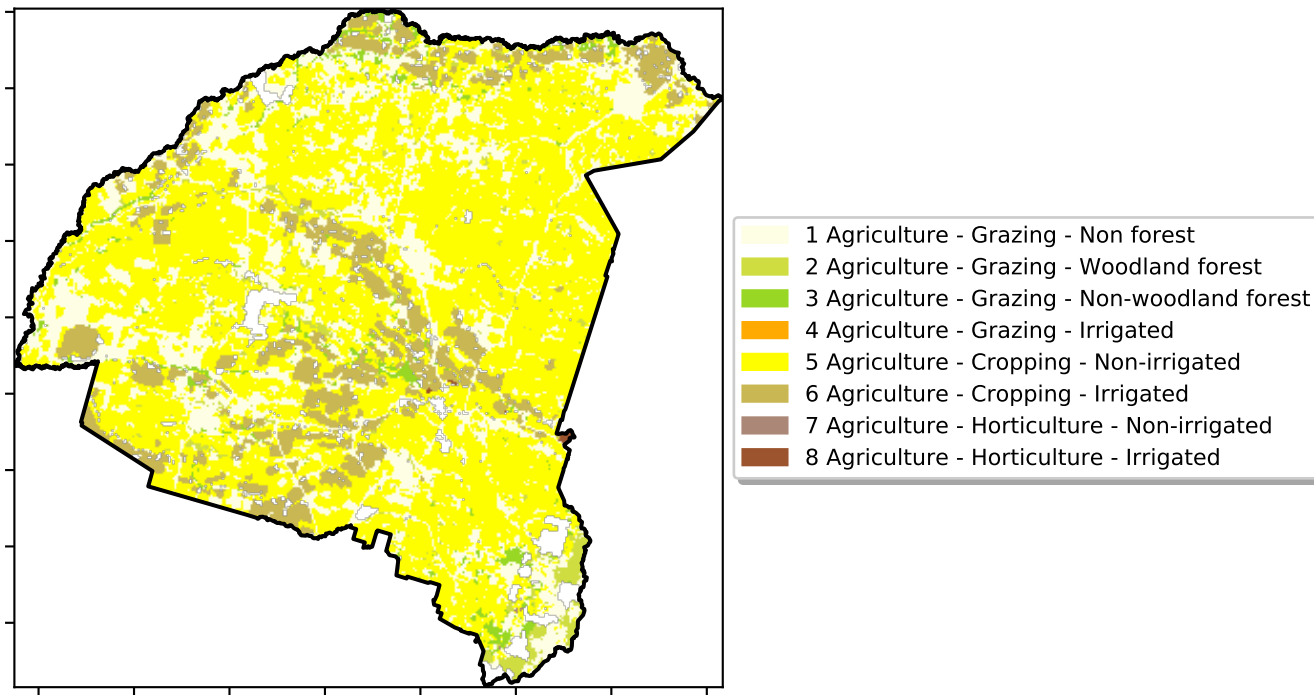 1 Agriculture - Grazing - Non forest
2 Agriculture - Grazing - Woodland forest
3 Agriculture - Grazing - Non-woodland forest
4 Agriculture - Grazing - Irrigated
5 Agriculture - Cropping - Non-irrigated
6 Agriculture - Cropping - Irrigated
7 Agriculture - Horticulture - Non-irrigated
8 Agriculture - Horticulture - Irrigated